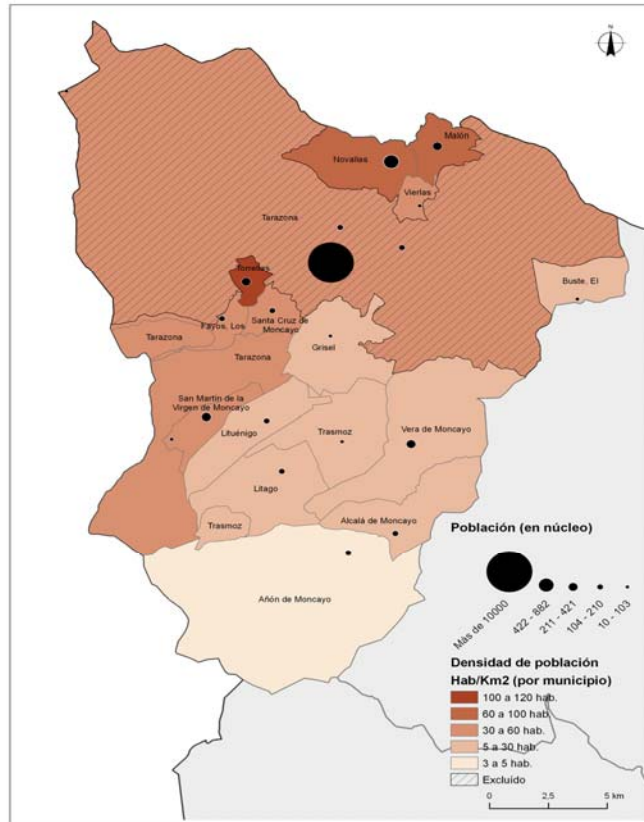 Malón
Novallas
Vierlas
Tarazona
Torrellas
Buste, El
Fayos, Los
Santa Cruz de
Moncayo
Tarazona
Tarazona
Grisel
San Martín de la
Virgen de Moncayo
Lituénigo
Trasmoz
Vera de Moncayo
Litago
Trasmoz
Alcalá de Moncayo
Añón de Moncayo
Población (en núcleo)
Más de 10000
422 - 882
211 - 421
104 - 210
10 - 103
Densidad de población
Hab/Km2 (por municipio)
100 a 120 hab.
60 a 100 hab.
30 a 60 hab.
5 a 30 hab.
3 a 5 hab.
Excluído
0 2,5 5 km